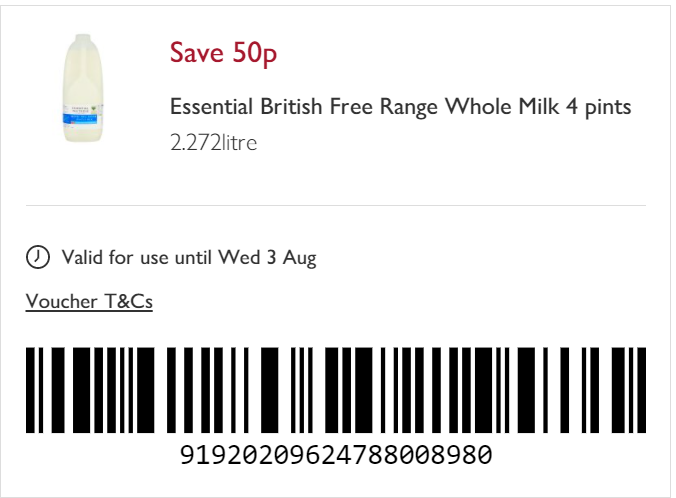 Save 50p
Essential British Free Range Whole Milk 4 pints
2.272litre
Valid for use until Wed 3 Aug
Voucher T&Cs
91920209624788008980